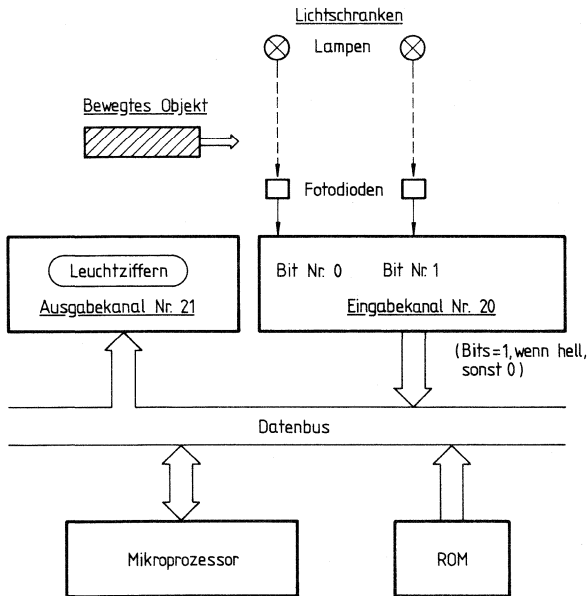 Lichtschranken
Lampen
Bewegtes Objekt
Fotodioden
Leuchtziffern
Ausgabekanal Nr. 21
Bit Nr. 0 Bit Nr. 1
Eingabekanal Nr. 20
(Bits=1, wenn hell,
sonst 0)
Datenbus
Mikroprozessor
ROM